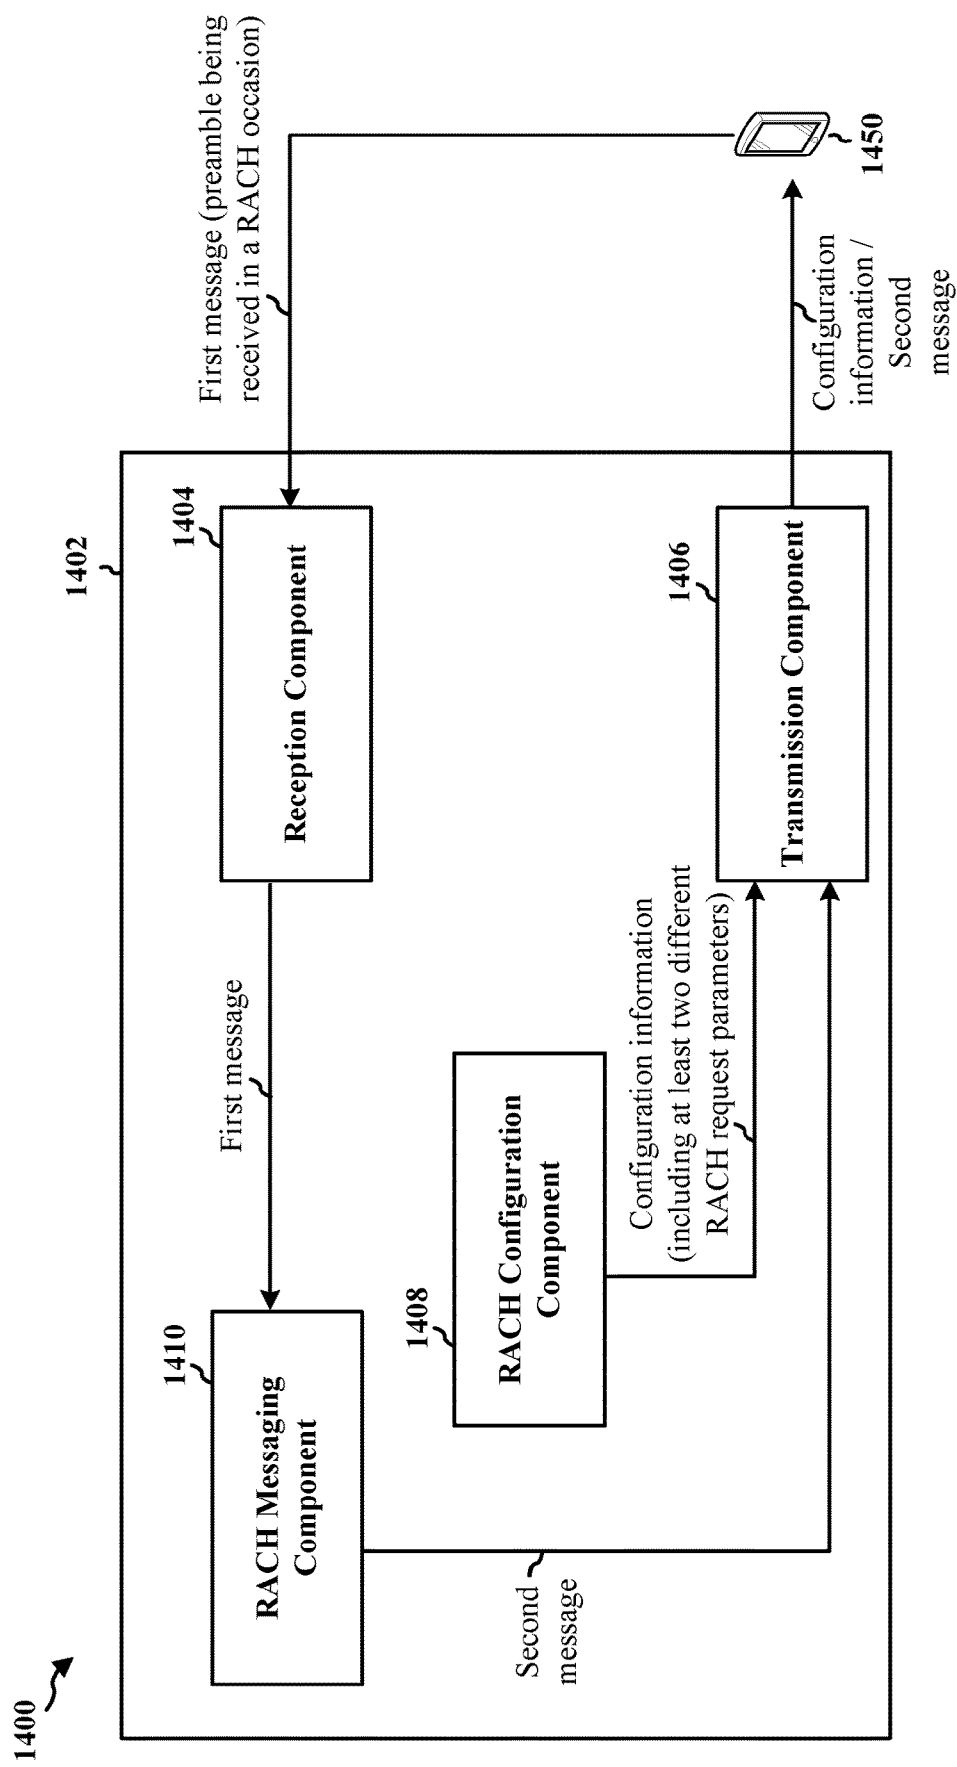 1400
1402
1410
RACH Messaging
Component
First message
1404
Reception Component
First message (preamble being
received in a RACH occasion)
1408
RACH Configuration
Component
Second
message
Configuration information
(including at least two different
RACH request parameters)
1406
Transmission Component
Configuration
information /
Second
message
1450